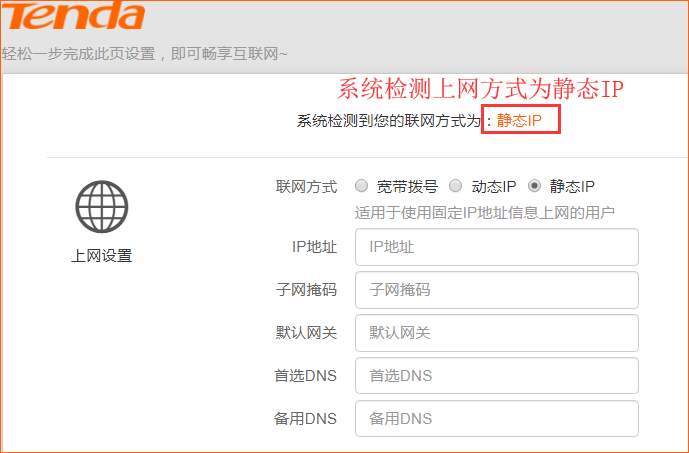 Tenda
轻松一步完成此页设置，即可畅享互联网~
系统检测上网方式为静态IP
系统检测到您的联网方式为：静态IP
联网方式 宽带拨号 动态IP 静态IP
适用于使用固定IP地址信息上网的用户
上网设置
IP地址 IP地址
子网掩码 子网掩码
默认网关 默认网关
首选DNS 首选DNS
备用DNS 备用DNS